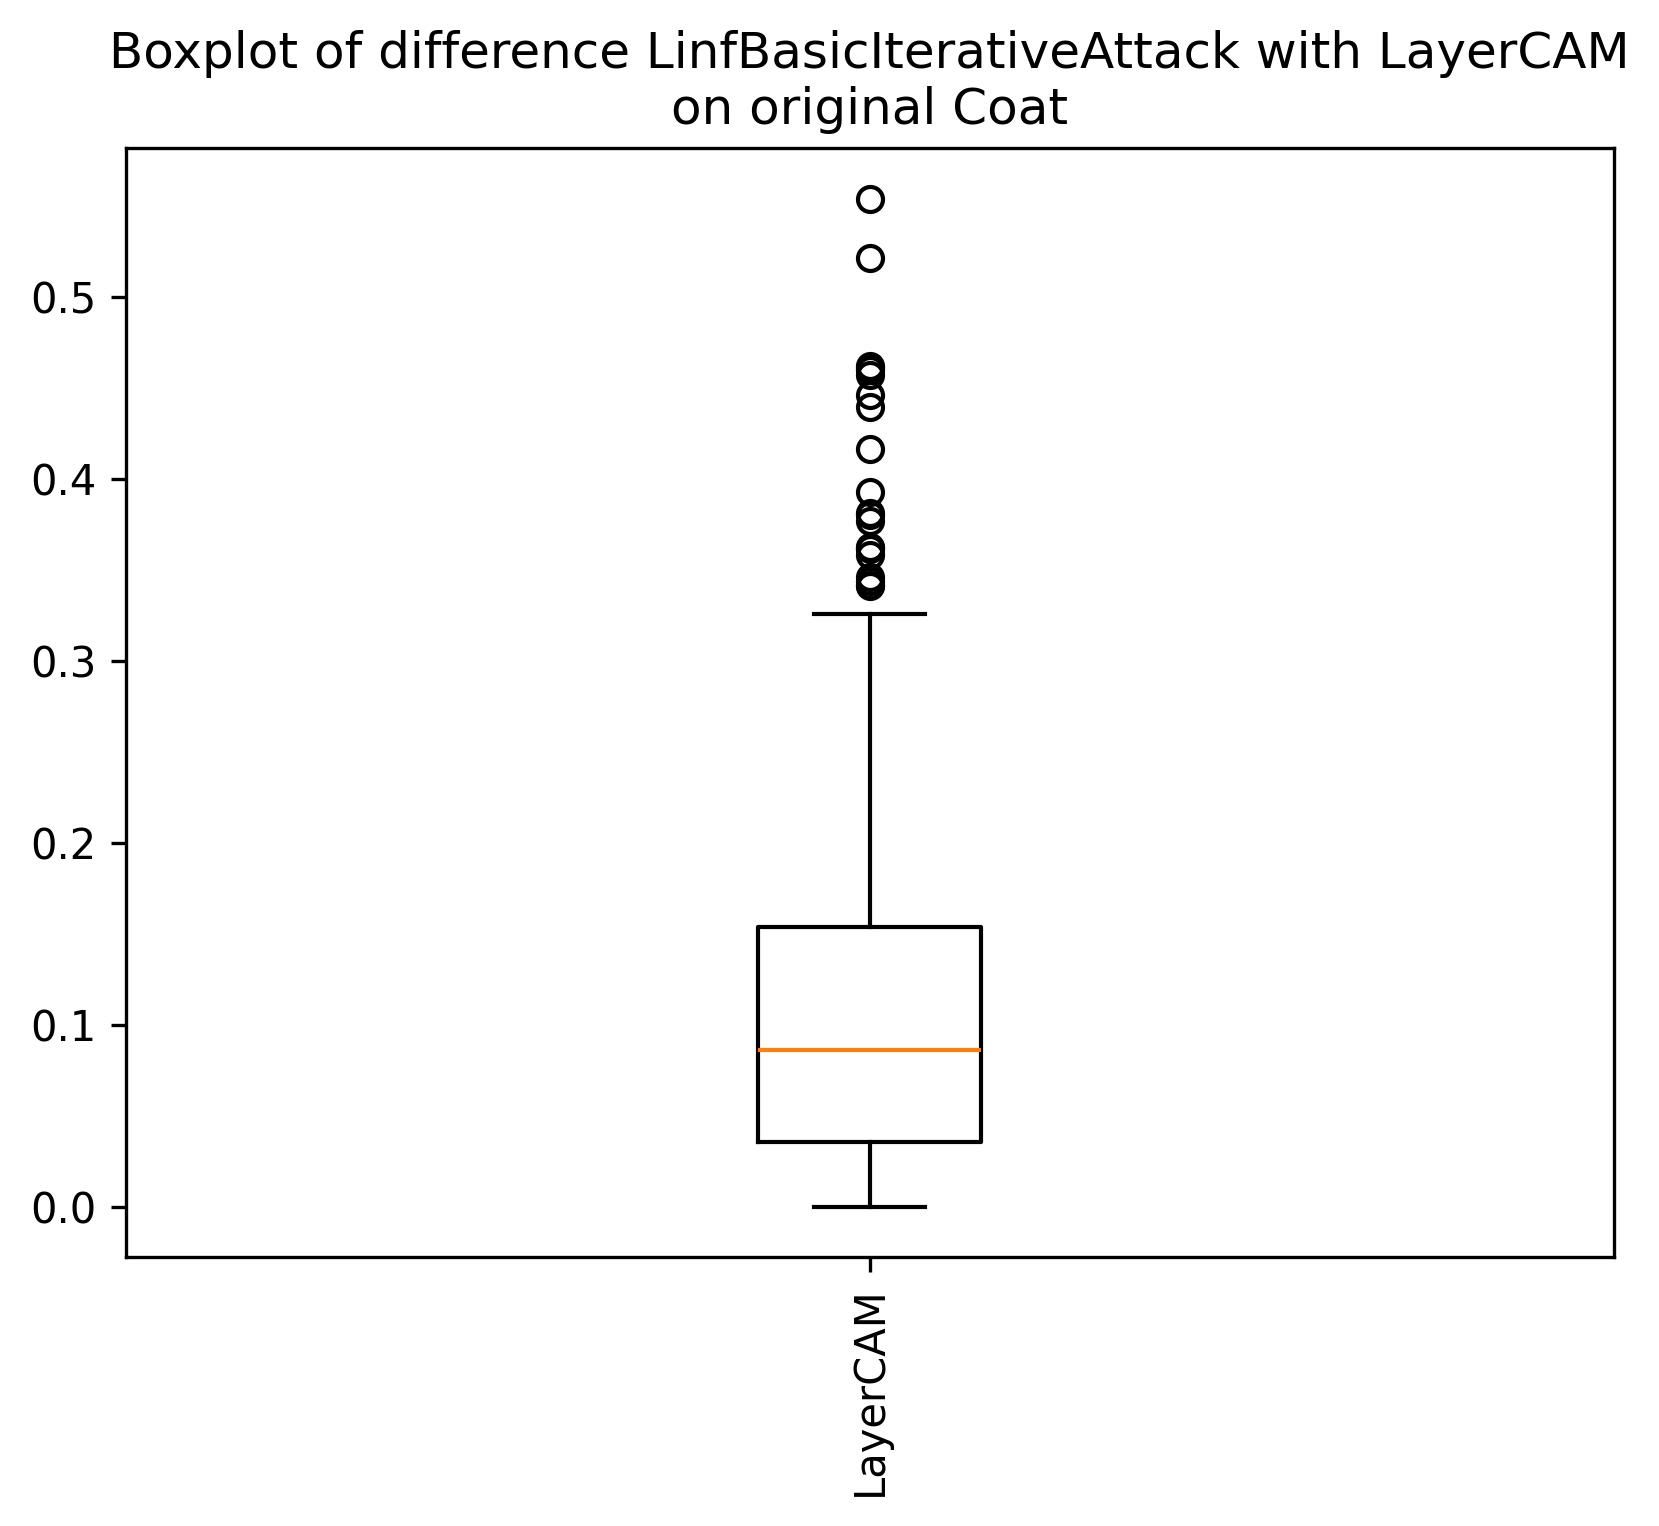 Boxplot of difference LinfBasicIterativeAttack with LayerCAM
on original Coat
0.5
0.4
0.3
0.2
0.1
0.0
LayerCAM